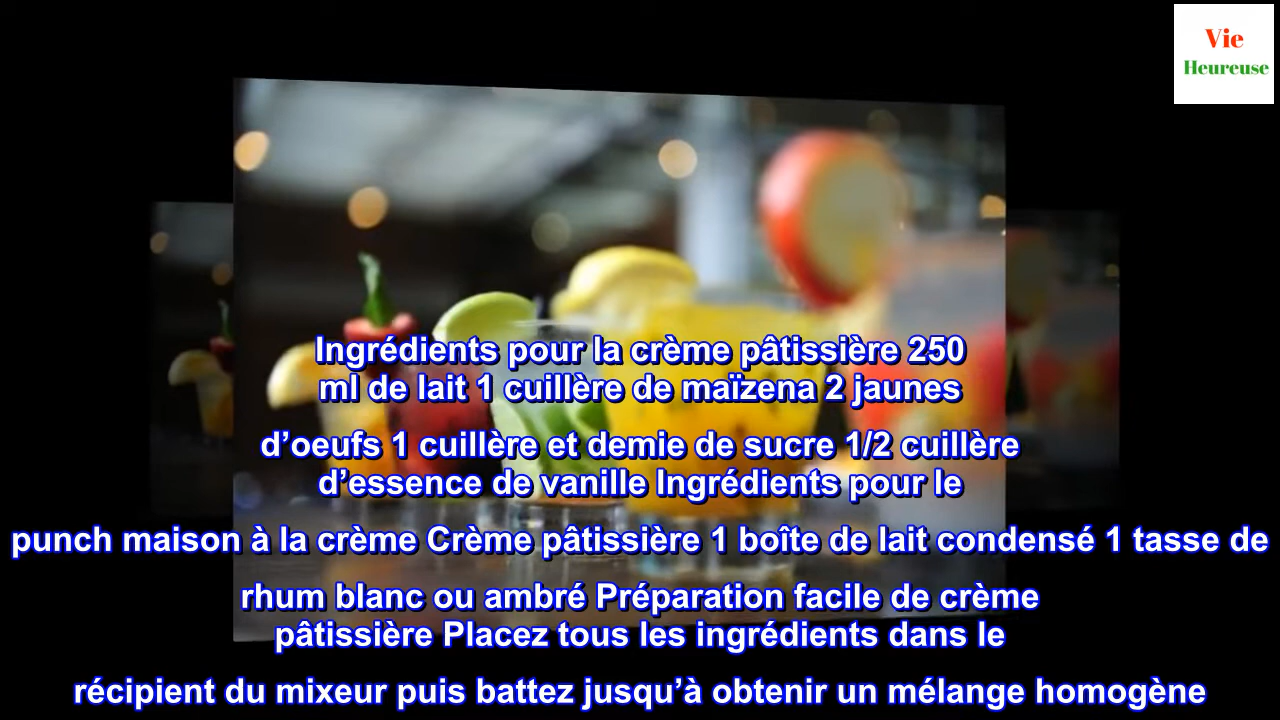 Vie
Heureuse
Ingrédients pour la crème pâtissière 250
ml de lait 1 cuillère de maïzena 2 jaunes
d’oeufs 1 cuillère et demie de sucre 1/2 cuillère
d’essence de vanille Ingrédients pour le
punch maison à la crème Crème pâtissière 1 boîte de lait condensé 1 tasse de
rhum blanc ou ambré Préparation facile de crème
pâtissière Placez tous les ingrédients dans le
récipient du mixeur puis battez jusqu’à obtenir un mélange homogène